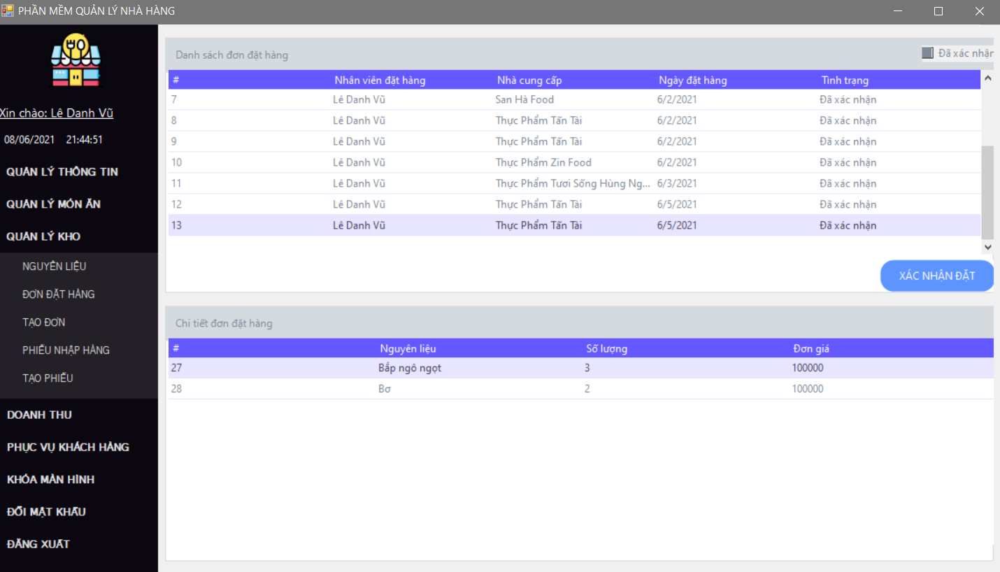 PHẦN MỀM QUẢN LÝ NHÀ HÀNG
Xin chào: Lê Danh Vũ
08/06/2021 21:44:51
QUẢN LÝ THÔNG TIN
QUẢN LÝ MÓN ĂN
QUẢN LÝ KHO
NGUYÊN LIỆU
ĐƠN ĐẶT HÀNG
TẠO ĐƠN
PHIẾU NHẬP HÀNG
TẠO PHIẾU
DOANH THU
PHỤC VỤ KHÁCH HÀNG
KHÓA MÀN HÌNH
ĐỔI MẬT KHẨU
ĐĂNG XUẤT
Danh sách đơn đặt hàng
Đã xác nhận
# Nhân viên đặt hàng Nhà cung cấp Ngày đặt hàng Tình trạng
7 Lê Danh Vũ San Hà Food 6/2/2021 Đã xác nhận
8 Lê Danh Vũ Thực Phẩm Tấn Tài 6/2/2021 Đã xác nhận
9 Lê Danh Vũ Thực Phẩm Tấn Tài 6/2/2021 Đã xác nhận
10 Lê Danh Vũ Thực Phẩm Zin Food 6/2/2021 Đã xác nhận
11 Lê Danh Vũ Thực Phẩm Tươi Sống Hùng Ng... 6/3/2021 Đã xác nhận
12 Lê Danh Vũ Thực Phẩm Tấn Tài 6/5/2021 Đã xác nhận
13 Lê Danh Vũ Thực Phẩm Tấn Tài 6/5/2021 Đã xác nhận
XÁC NHẬN ĐẶT
Chi tiết đơn đặt hàng
# Nguyên liệu Số lượng Đơn giá
27 Bắp ngô ngọt 3 100000
28 Bơ 2 100000